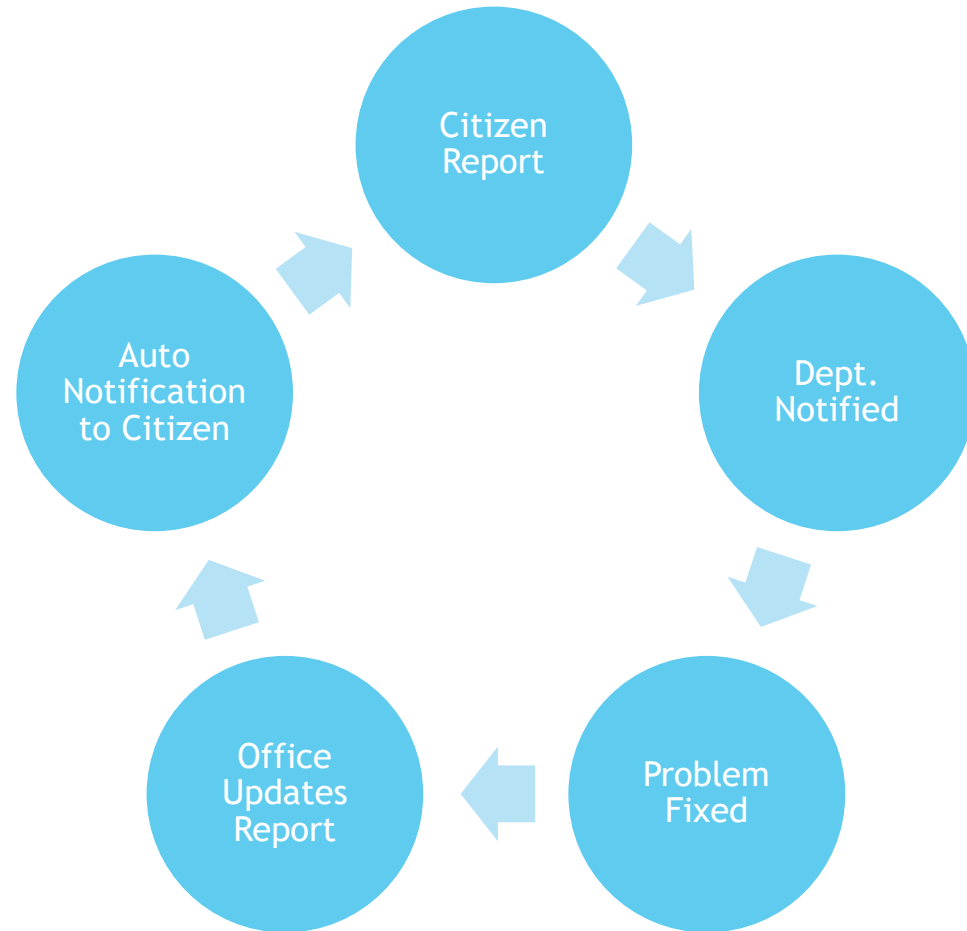 Citizen
Report
Dept.
Notified
Problem
Fixed
Office
Updates
Report
Auto
Notification
to Citizen